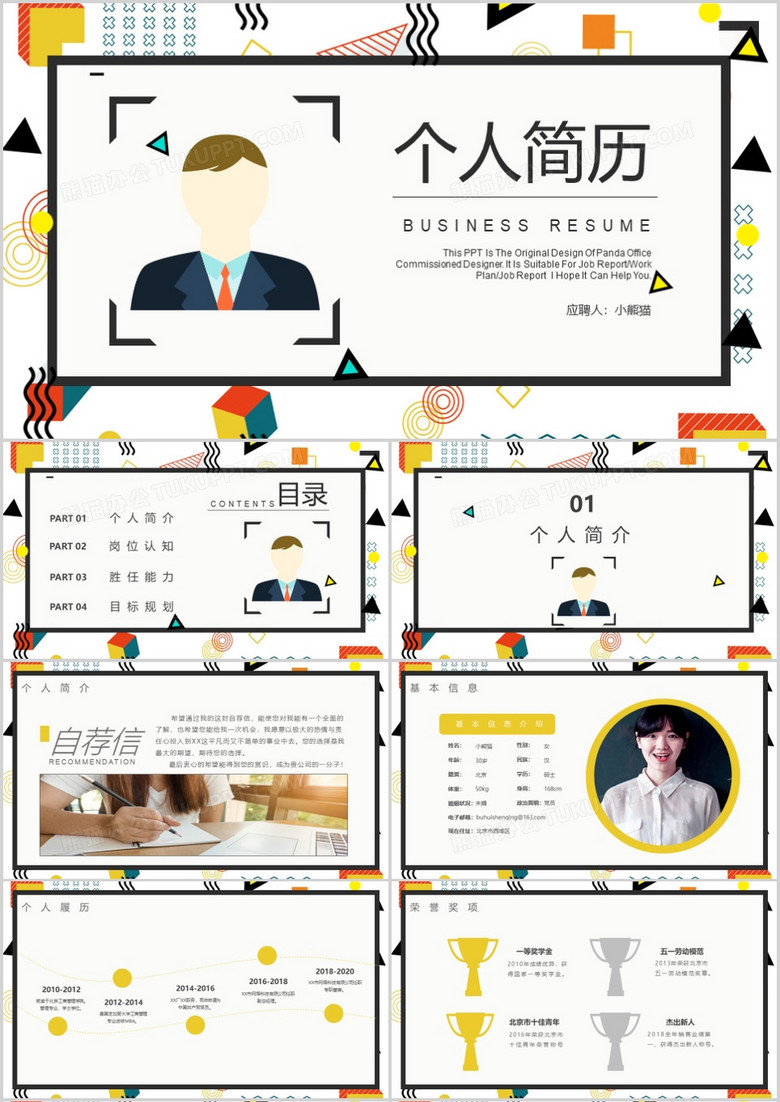 个人简历
BUSINESS RESUME
This PPT Is The Original Design Of Panda Office
Commissioned Designer. It Is Suitable For Job Report/Work
Plan/Job Report I Hope It Can Help You.
应聘人：小熊猫
熊猫办公 TUKUPPT.COM
CONTENTS 目录
PART 01 个人简介
PART 02 岗位认知
PART 03 胜任能力
PART 04 目标规划
01
个人简介
个人简介
自荐信
RECOMMENDATION
希望通过我的这封自荐信，能使您对我能有一个全面的
了解，也希望您能给我一次机会，我愿意以极大的热情与责
任心投入到XX这平凡而又不简单的事业中去。您的选择是我
最大的期望，期待您的选择。
最后衷心的希望能得到您的赏识，成为贵公司的一分子！
基本信息
基本信息介绍
姓名： 小熊猫 性别： 女
年龄： 30岁 民族： 汉
籍贯： 北京 学历： 硕士
体重： 50kg 身高： 168cm
婚姻状况：未婚 政治面貌：党员
电子邮箱：buhuishenqing@163.com
现在住址：北京市西城区
个人履历
2010-2012
2012-2014
2014-2016
2016-2018
2018-2020
荣誉奖项
一等奖学金
2010年成绩优异，获
得国家一等奖学金。
五一劳动模范
2013年荣获北京市
五一劳动模范奖章。
北京市十佳青年
2016年荣获北京市
十佳青年荣誉称号
杰出新人
2018全年销售业绩第
一，获得杰出新人称号。